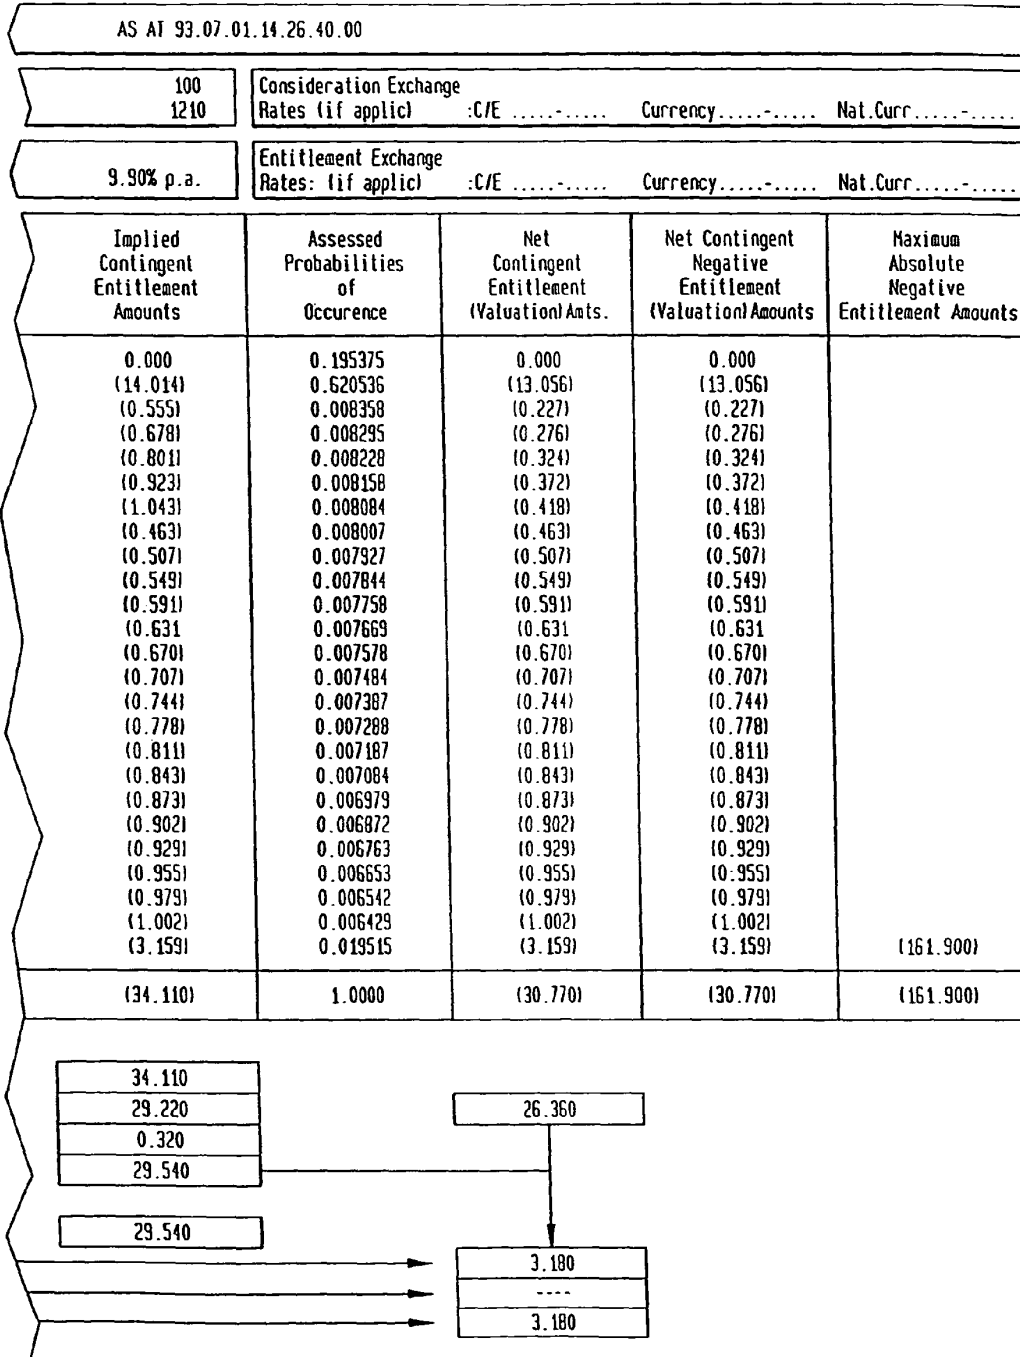 AS AT 93.07.01.14.26.40.00
100
1210
Consideration Exchange
Rates (if applic) :C/E .....-..... Currency.....-..... Nat.Curr.....-.....
9.90% p.a.
Entitlement Exchange
Rates: (if applic) :C/E .....-..... Currency.....-..... Nat.Curr.....-.....
Implied Contingent Entitlement Amounts
Assessed Probabilities of Occurence
Net Contingent Entitlement (Valuation)Amts.
Net Contingent Negative Entitlement (Valuation)Amounts
Maximum Absolute Negative Entitlement Amounts
0.000 0.195375 0.000 0.000
(14.014) 0.620536 (13.056) (13.056)
(0.555) 0.008358 (0.227) (0.227)
(0.678) 0.008295 (0.276) (0.276)
(0.801) 0.008228 (0.324) (0.324)
(0.923) 0.008158 (0.372) (0.372)
(1.043) 0.008084 (0.418) (0.418)
(0.463) 0.008007 (0.463) (0.463)
(0.507) 0.007927 (0.507) (0.507)
(0.549) 0.007844 (0.549) (0.549)
(0.591) 0.007758 (0.591) (0.591)
(0.631 0.007669 (0.631 (0.631
(0.670) 0.007578 (0.670) (0.670)
(0.707) 0.007484 (0.707) (0.707)
(0.744) 0.007387 (0.744) (0.744)
(0.778) 0.007288 (0.778) (0.778)
(0.811) 0.007187 (0.811) (0.811)
(0.843) 0.007084 (0.843) (0.843)
(0.873) 0.006979 (0.873) (0.873)
(0.902) 0.006872 (0.902) (0.902)
(0.929) 0.006763 (0.929) (0.929)
(0.955) 0.006653 (0.955) (0.955)
(0.979) 0.006542 (0.979) (0.979)
(1.002) 0.006429 (1.002) (1.002)
(3.159) 0.019515 (3.159) (3.159) (161.900)
(34.110) 1.0000 (30.770) (30.770) (161.900)
34.110
29.220 26.360
0.320
29.540
29.540
3.180
----
3.180